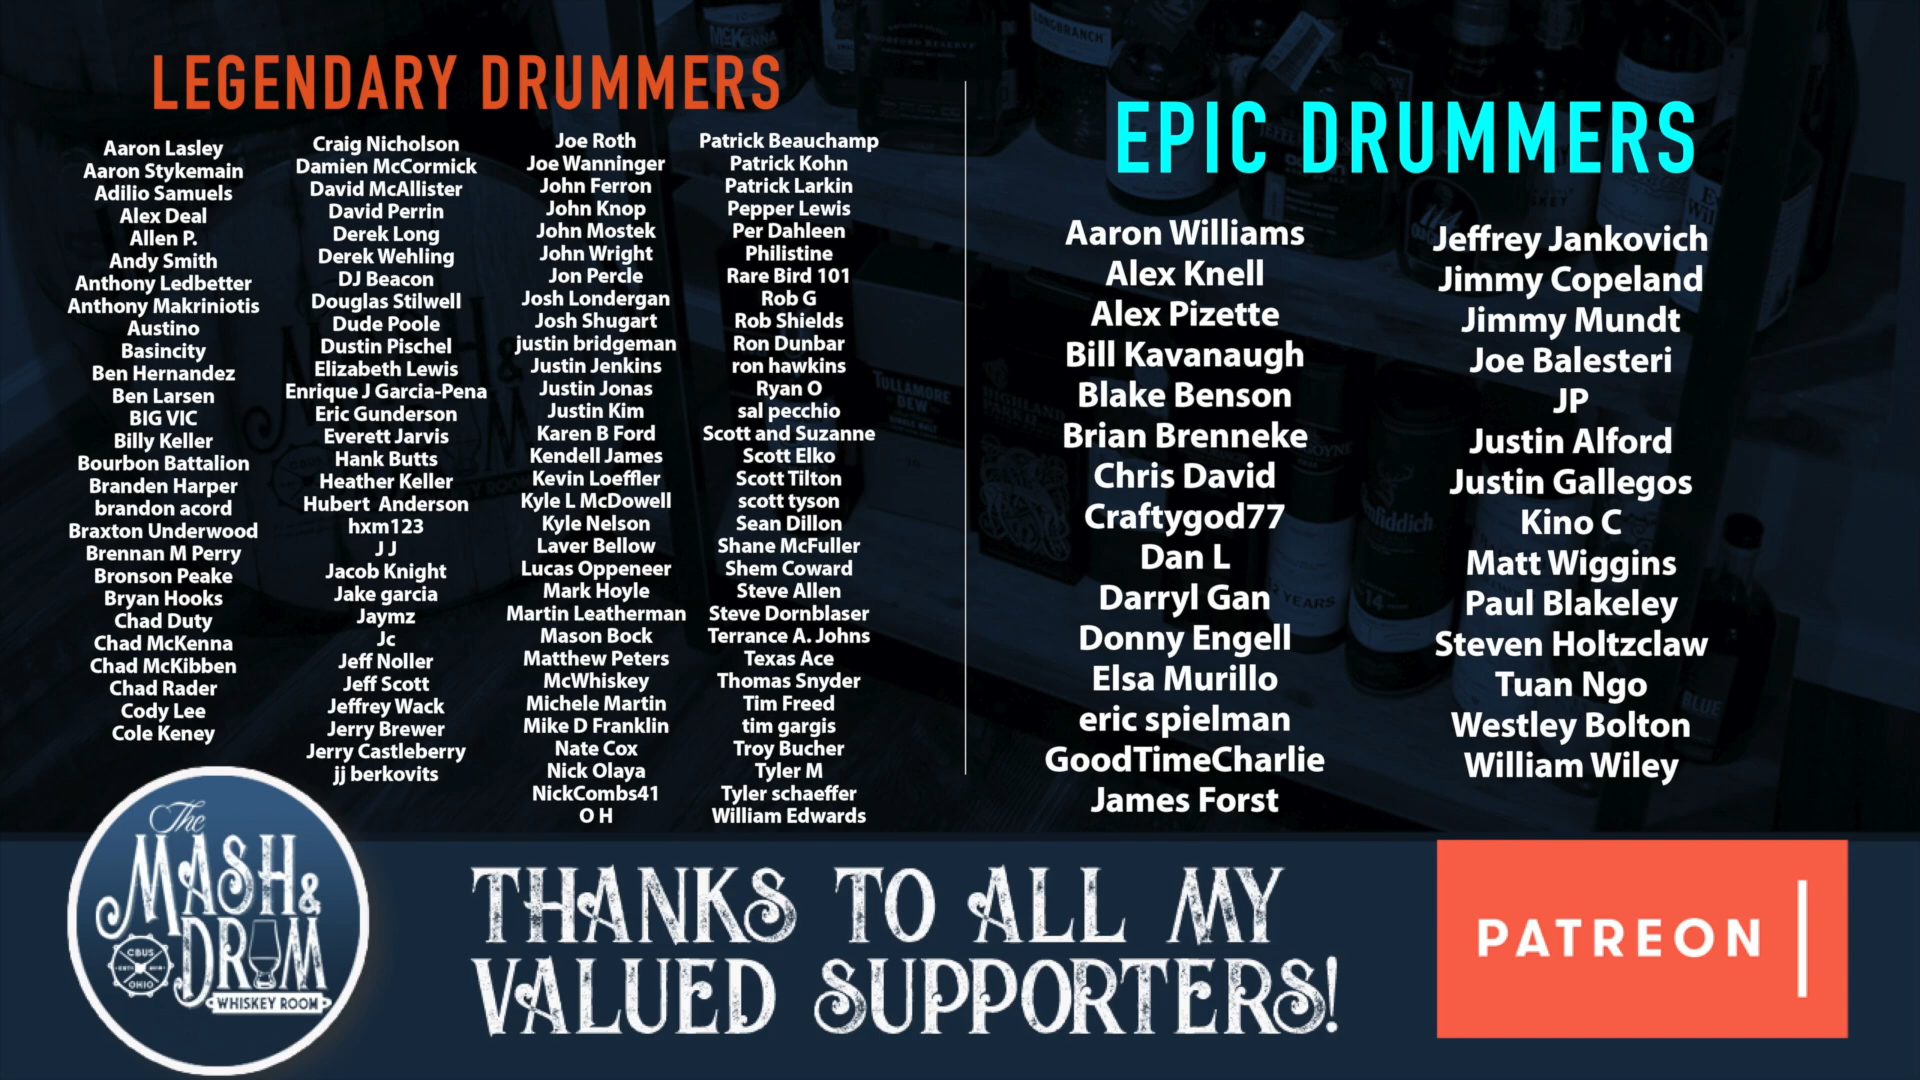 LEGENDARY DRUMMERS
Aaron Lasley
Aaron Stykemain
Adilio Samuels
Alex Deal
Allen P.
Andy Smith
Anthony Ledbetter
Anthony Makriniotis
Austino
Basincity
Ben Hernandez
Ben Larsen
BIG VIC
Billy Keller
Bourbon Battalion
Branden Harper
brandon acord
Braxton Underwood
Brennan M Perry
Bronson Peake
Bryan Hooks
Chad Duty
Chad McKenna
Chad McKibben
Chad Rader
Cody Lee
Cole Keney
Craig Nicholson
Damien McCormick
David McAllister
David Perrin
Derek Long
Derek Wehling
DJ Beacon
Douglas Stilwell
Dude Poole
Dustin Pischel
Elizabeth Lewis
Enrique J Garcia-Pena
Eric Gunderson
Everett Jarvis
Hank Butts
Heather Keller
Hubert  Anderson
hxm123
J J
Jacob Knight
Jake garcia
Jaymz
Jc
Jeff Noller
Jeff Scott
Jeffrey Wack
Jerry Brewer
Jerry Castleberry
jj berkovits
Joe Roth
Joe Wanninger
John Ferron
John Knop
John Mostek
John Wright
Jon Percle
Josh Londergan
Josh Shugart
justin bridgeman
Justin Jenkins
Justin Jonas
Justin Kim
Karen B Ford
Kendell James
Kevin Loeffler
Kyle L McDowell
Kyle Nelson
Laver Bellow
Lucas Oppeneer
Mark Hoyle
Martin Leatherman
Mason Bock
Matthew Peters
McWhiskey
Michele Martin
Mike D Franklin
Nate Cox
Nick Olaya
NickCombs41
O H
Patrick Beauchamp
Patrick Kohn
Patrick Larkin
Pepper Lewis
Per Dahleen
Philistine
Rare Bird 101
Rob G
Rob Shields
Ron Dunbar
ron hawkins
Ryan O
sal pecchio
Scott and Suzanne
Scott Elko
Scott Tilton
scott tyson
Sean Dillon
Shane McFuller
Shem Coward
Steve Allen
Steve Dornblaser
Terrance A. Johns
Texas Ace
Thomas Snyder
Tim Freed
tim gargis
Troy Bucher
Tyler M
Tyler schaeffer
William Edwards
EPIC DRUMMERS
Aaron Williams
Alex Knell
Alex Pizette
Bill Kavanaugh
Blake Benson
Brian Brenneke
Chris David
Craftygod77
Dan L
Darryl Gan
Donny Engell
Elsa Murillo
eric spielman
GoodTimeCharlie
James Forst
Jeffrey Jankovich
Jimmy Copeland
Jimmy Mundt
Joe Balesteri
JP
Justin Alford
Justin Gallegos
Kino C
Matt Wiggins
Paul Blakeley
Steven Holtzclaw
Tuan Ngo
Westley Bolton
William Wiley
LONGBRANCH
TULLAMORE
DEW
BLUE
The
MASH &
DRUM
CBUS
OHIO
WHISKEY ROOM
THANKS TO ALL MY
VALUED SUPPORTERS!
PATREON